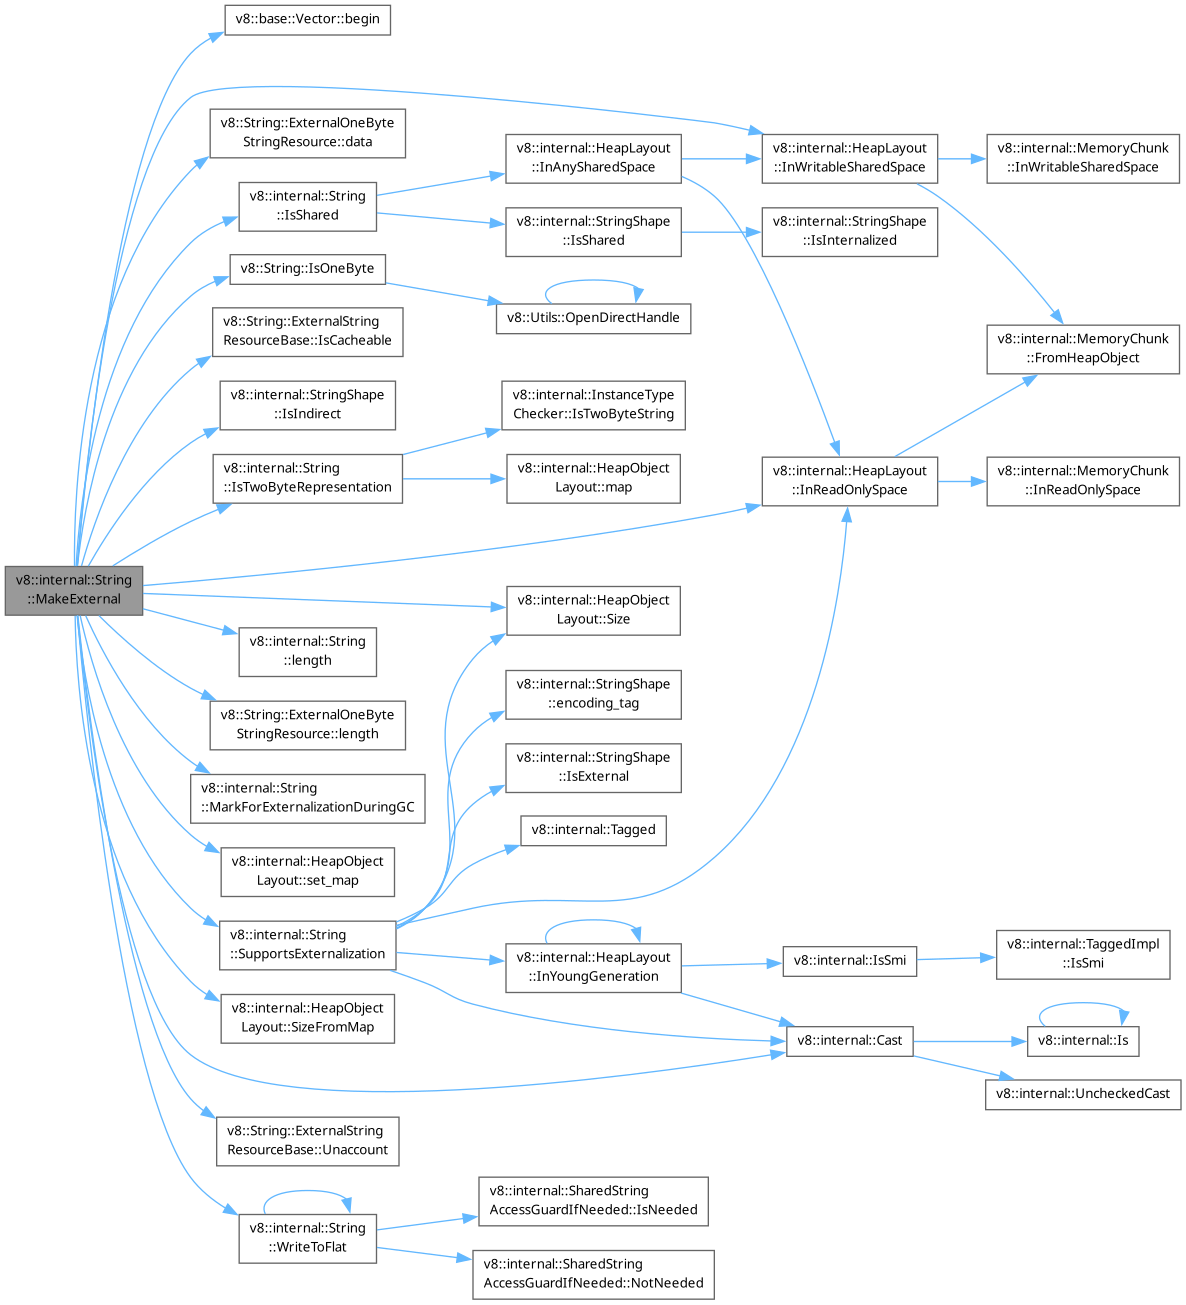 v8::internal::String
::MakeExternal
v8::base::Vector::begin
v8::String::ExternalOneByte
StringResource::data
v8::internal::String
::IsShared
v8::String::IsOneByte
v8::String::ExternalString
ResourceBase::IsCacheable
v8::internal::StringShape
::IsIndirect
v8::internal::String
::IsTwoByteRepresentation
v8::internal::String
::length
v8::String::ExternalOneByte
StringResource::length
v8::internal::String
::MarkForExternalizationDuringGC
v8::internal::HeapObject
Layout::set_map
v8::internal::String
::SupportsExternalization
v8::internal::HeapObject
Layout::SizeFromMap
v8::String::ExternalString
ResourceBase::Unaccount
v8::internal::String
::WriteToFlat
v8::internal::HeapLayout
::InAnySharedSpace
v8::internal::StringShape
::IsShared
v8::Utils::OpenDirectHandle
v8::internal::InstanceType
Checker::IsTwoByteString
v8::internal::HeapObject
Layout::map
v8::internal::HeapObject
Layout::Size
v8::internal::StringShape
::encoding_tag
v8::internal::StringShape
::IsExternal
v8::internal::Tagged
v8::internal::HeapLayout
::InYoungGeneration
v8::internal::SharedString
AccessGuardIfNeeded::IsNeeded
v8::internal::SharedString
AccessGuardIfNeeded::NotNeeded
v8::internal::HeapLayout
::InWritableSharedSpace
v8::internal::StringShape
::IsInternalized
v8::internal::HeapLayout
::InReadOnlySpace
v8::internal::IsSmi
v8::internal::Cast
v8::internal::MemoryChunk
::InWritableSharedSpace
v8::internal::MemoryChunk
::FromHeapObject
v8::internal::MemoryChunk
::InReadOnlySpace
v8::internal::TaggedImpl
::IsSmi
v8::internal::Is
v8::internal::UncheckedCast